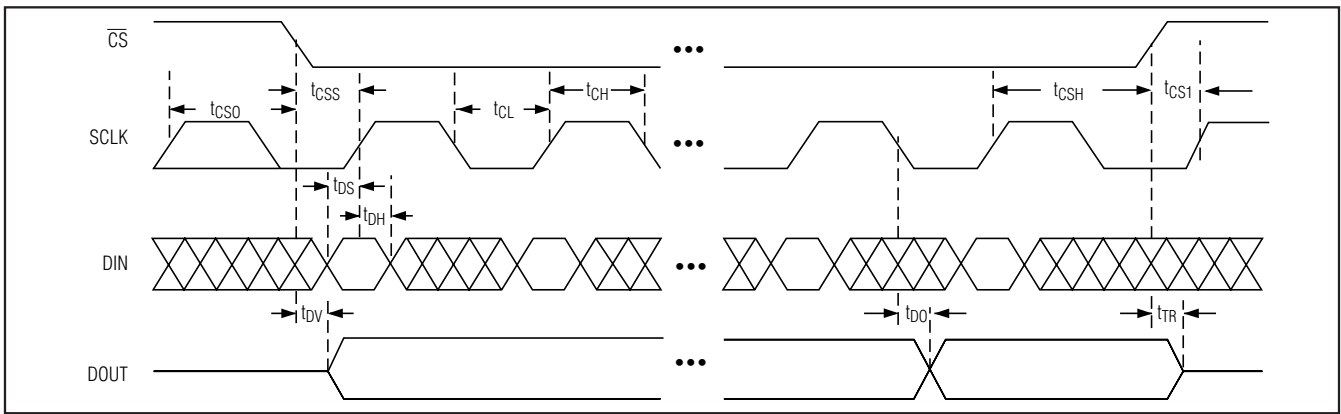 CS
•••
tCSO tCSS tCL tCH tCSH tCS1
SCLK
•••
tDS
tDH
DIN
•••
tDV tDO tTR
DOUT
•••